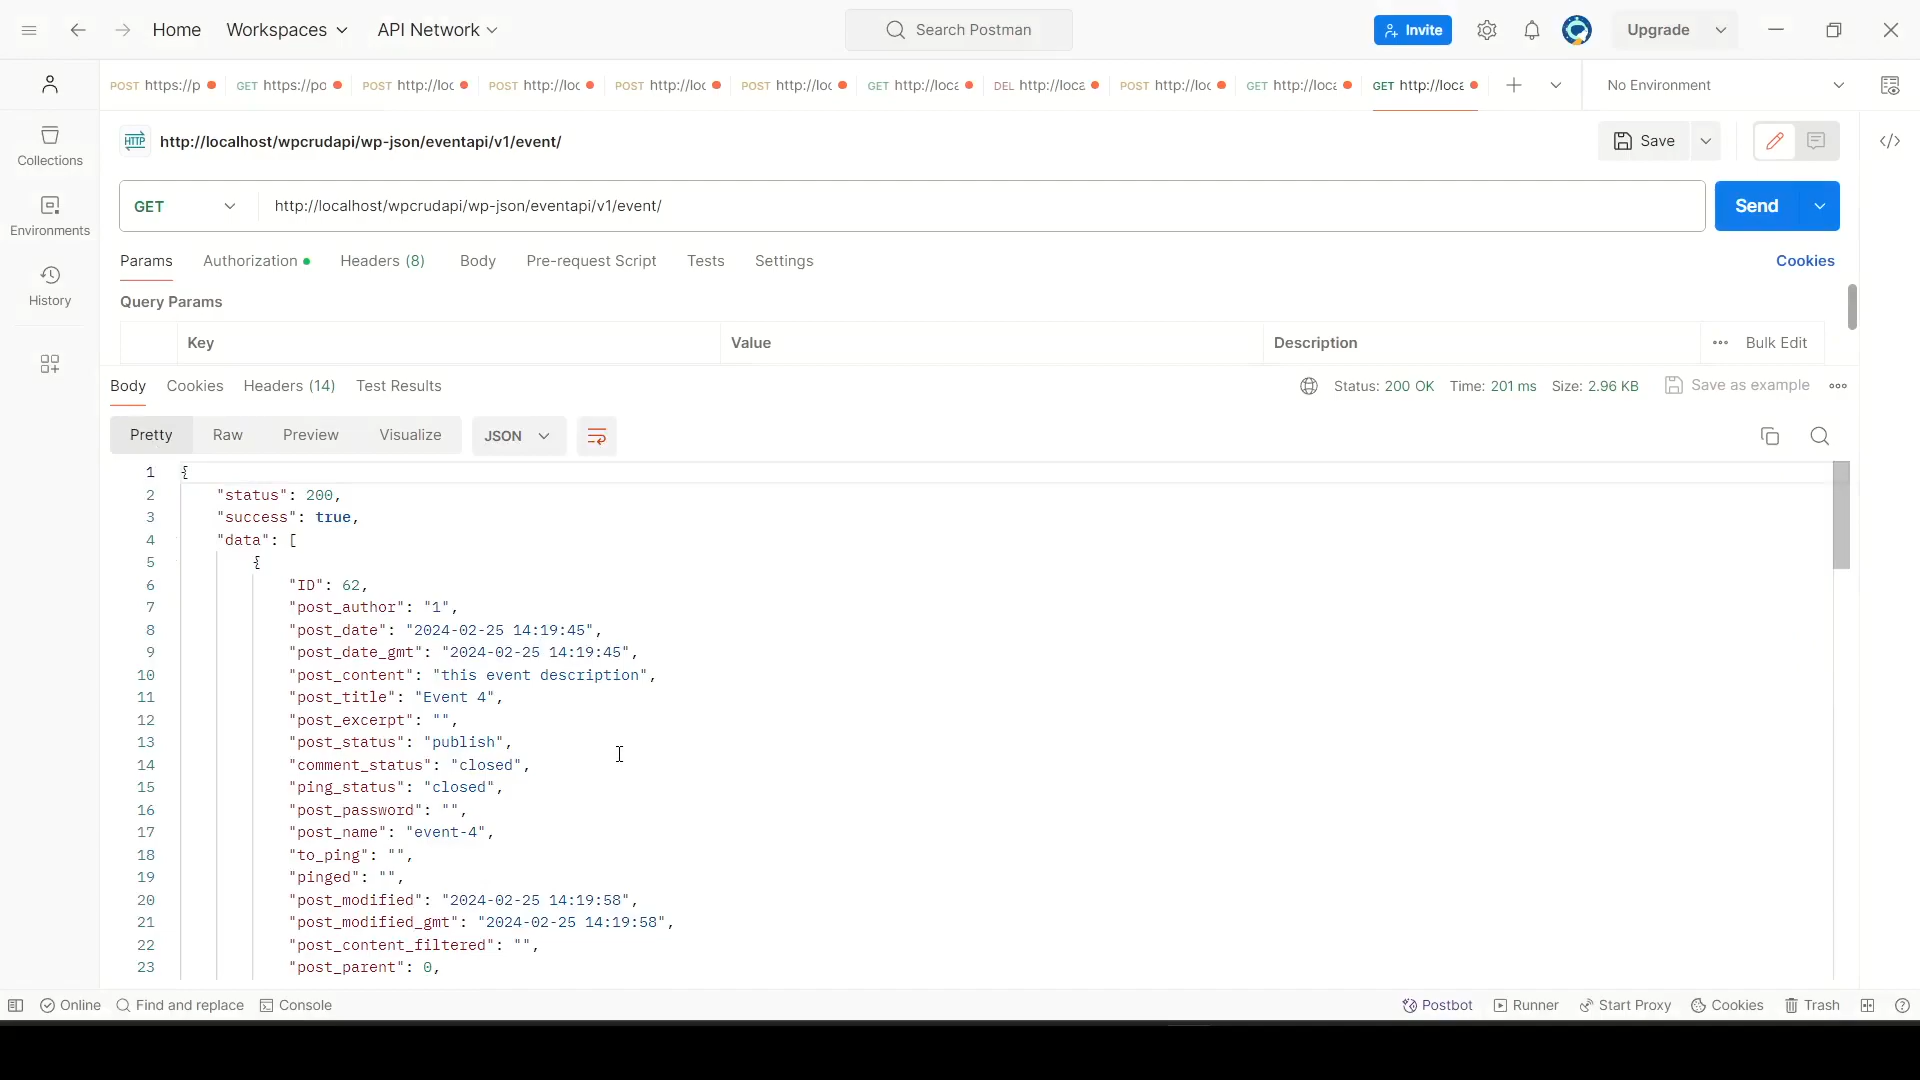 Home Workspaces API Network Search Postman Invite Upgrade
POST https://p GET https://po POST http://loc POST http://loc POST http://loc POST http://loc GET http://loca DEL http://loca POST http://loc GET http://loca GET http://loca No Environment
HTTP http://localhost/wpcrudapi/wp-json/eventapi/v1/event/ Save
Collections
GET http://localhost/wpcrudapi/wp-json/eventapi/v1/event/ Send
Environments
Params Authorization Headers (8) Body Pre-request Script Tests Settings Cookies
History
Query Params
Key Value Description Bulk Edit
Body Cookies Headers (14) Test Results Status: 200 OK Time: 201 ms Size: 2.96 KB Save as example
Pretty Raw Preview Visualize JSON
1 {
2 "status": 200,
3 "success": true,
4 "data": [
5 {
6 "ID": 62,
7 "post_author": "1",
8 "post_date": "2024-02-25 14:19:45",
9 "post_date_gmt": "2024-02-25 14:19:45",
10 "post_content": "this event description",
11 "post_title": "Event 4",
12 "post_excerpt": "",
13 "post_status": "publish",
14 "comment_status": "closed",
15 "ping_status": "closed",
16 "post_password": "",
17 "post_name": "event-4",
18 "to_ping": "",
19 "pinged": "",
20 "post_modified": "2024-02-25 14:19:58",
21 "post_modified_gmt": "2024-02-25 14:19:58",
22 "post_content_filtered": "",
23 "post_parent": 0,
Online Find and replace Console Postbot Runner Start Proxy Cookies Trash